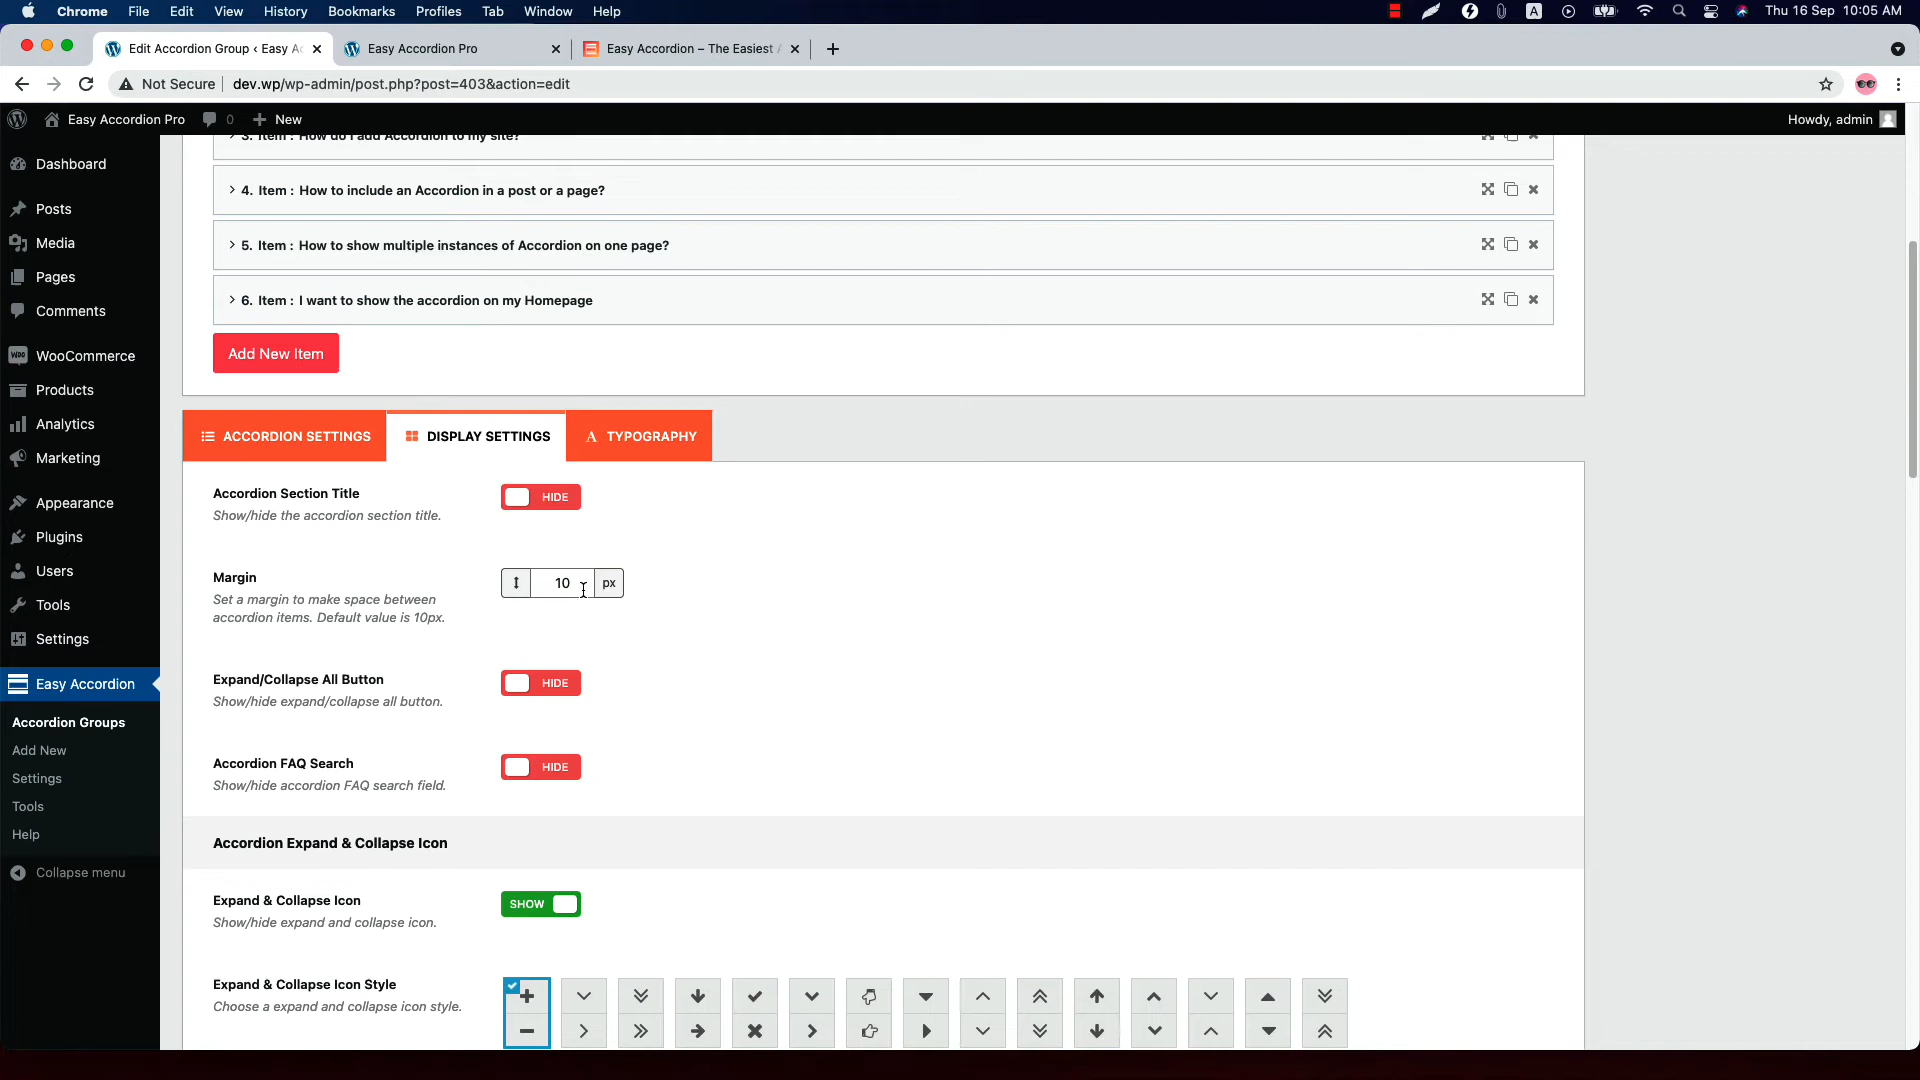 Chrome File Edit View History Bookmarks Profiles Tab Window Help A Thu 16 Sep 10:05 AM
Edit Accordion Group ‹ Easy Ac Easy Accordion Pro Easy Accordion – The Easiest
Not Secure dev.wp/wp-admin/post.php?post=403&action=edit
Easy Accordion Pro 0 + New Howdy, admin
Dashboard
Posts
Media
Pages
Comments
WooCommerce
Products
Analytics
Marketing
Appearance
Plugins
Users
Tools
Settings
Easy Accordion
Accordion Groups
Add New
Settings
Tools
Help
Collapse menu
3. Item : How do I add Accordion to my site?
4. Item : How to include an Accordion in a post or a page?
5. Item : How to show multiple instances of Accordion on one page?
6. Item : I want to show the accordion on my Homepage
Add New Item
ACCORDION SETTINGS DISPLAY SETTINGS A TYPOGRAPHY
Accordion Section Title HIDE
Show/hide the accordion section title.
Margin 10 px
Set a margin to make space between
accordion items. Default value is 10px.
Expand/Collapse All Button HIDE
Show/hide expand/collapse all button.
Accordion FAQ Search HIDE
Show/hide accordion FAQ search field.
Accordion Expand & Collapse Icon
Expand & Collapse Icon SHOW
Show/hide expand and collapse icon.
Expand & Collapse Icon Style
Choose a expand and collapse icon style.